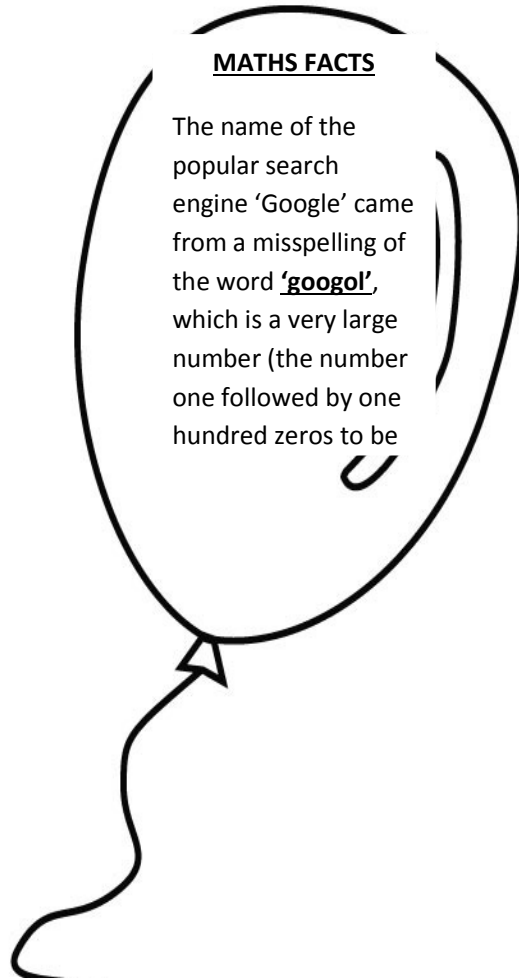 MATHS FACTS
The name of the
popular search
engine ‘Google’ came
from a misspelling of
the word ‘googol’,
which is a very large
number (the number
one followed by one
hundred zeros to be